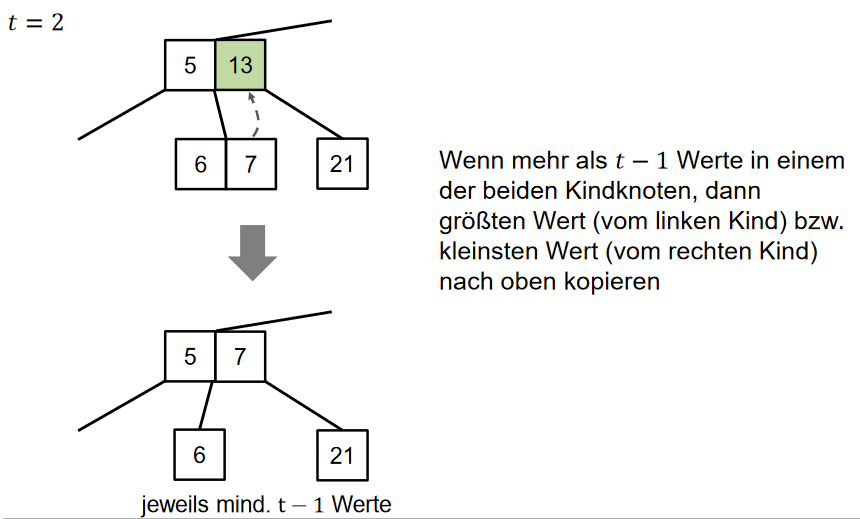 t = 2
5 13
6 7 21
Wenn mehr als t − 1 Werte in einem
der beiden Kindknoten, dann
größten Wert (vom linken Kind) bzw.
kleinsten Wert (vom rechten Kind)
nach oben kopieren
5 7
6 21
jeweils mind. t − 1 Werte